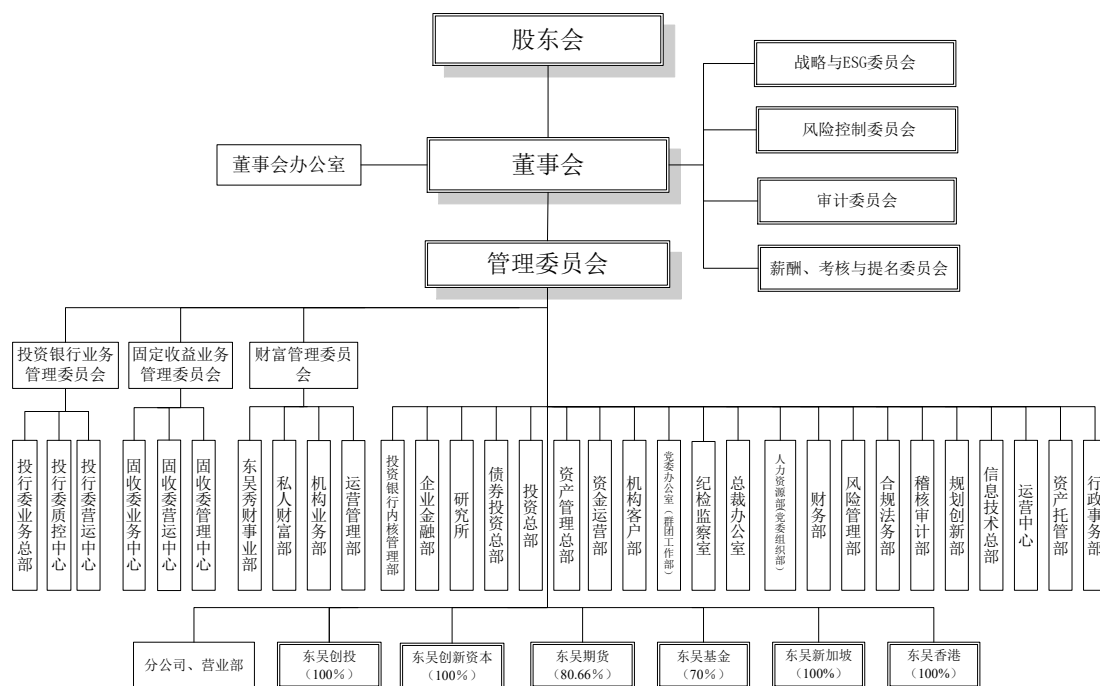 股东会
战略与ESG委员会
风险控制委员会
董事会办公室
董事会
审计委员会
管理委员会
薪酬、考核与提名委员会
投资银行业务
管理委员会
固定收益业务
管理委员会
财富管理委员
会
投行委业务总部
投行委质控中心
投行委营运中心
固收委业务中心
固收委营运中心
固收委管理中心
东吴秀财事业部
私人财富部
机构业务部
运营管理部
投资银行内核管理部
企业金融部
研究所
债券投资总部
投资总部
资产管理总部
资金运营部
机构客户部
党委办公室（群团工作部）
纪检监察室
总裁办公室
人力资源部(党委组织部)
财务部
风险管理部
合规法务部
稽核审计部
规划创新部
信息技术总部
运营中心
资产托管部
行政事务部
分公司、营业部
东吴创投
（100%）
东吴创新资本
（100%）
东吴期货
（80.66%）
东吴基金
（70%）
东吴新加坡
（100%）
东吴香港
（100%）